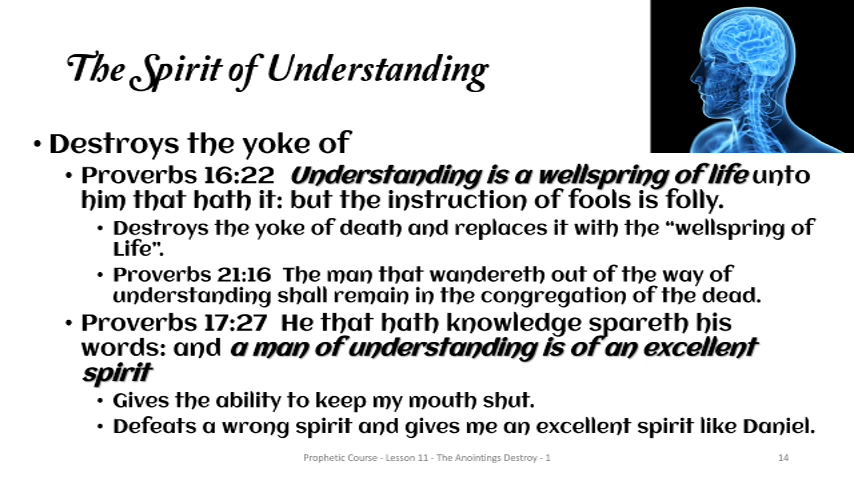 The Spirit of Understanding
• Destroys the yoke of
• Proverbs 16:22  Understanding is a wellspring of life unto
him that hath it: but the instruction of fools is folly.
• Destroys the yoke of death and replaces it with the “wellspring of
Life”.
• Proverbs 21:16  The man that wandereth out of the way of
understanding shall remain in the congregation of the dead.
• Proverbs 17:27  He that hath knowledge spareth his
words: and a man of understanding is of an excellent
spirit
• Gives the ability to keep my mouth shut.
• Defeats a wrong spirit and gives me an excellent spirit like Daniel.
Prophetic Course - Lesson 11 - The Anointings Destroy - 1
14